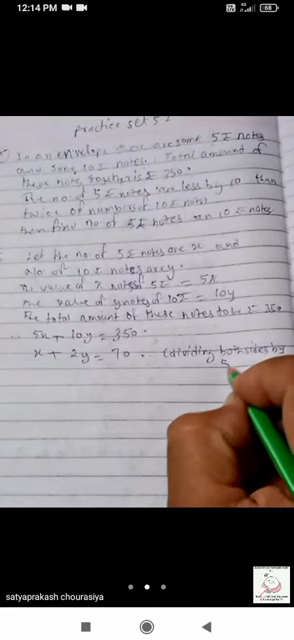 12:14 PM
68
practice set 5.2
In an envelope there are some 5₹ notes
and some 10₹ notes. Total amount of
these note together is ₹ 350.
The no of 5₹ notes are less by 10 than
twice of number of 10₹ notes
then find no of 5₹ notes an 10₹ notes
Let the no of 5₹ notes are x and
no of 10₹ notes are y.
The value of x notes of 5₹ = 5x
The value of y notes of 10₹ = 10y
The total amount of these notes to be ₹ 350
5x + 10y = 350.
x + 2y = 70. (dividing both sides by
5
satyaprakash chourasiya